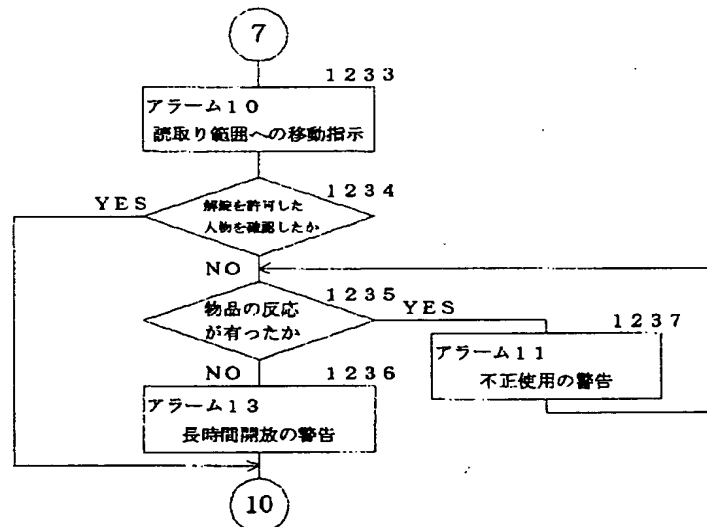 7
1233
アラーム10
読取り範囲への移動指示
1234
YES
解錠を許可した
人物を確認したか
NO
1235
物品の反応
が有ったか
YES
1237
アラーム11
不正使用の警告
NO
1236
アラーム13
長時間開放の警告
10